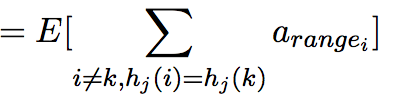 = E[ ∑ a_{range_i} ]
i≠k,h_j(i)=h_j(k)